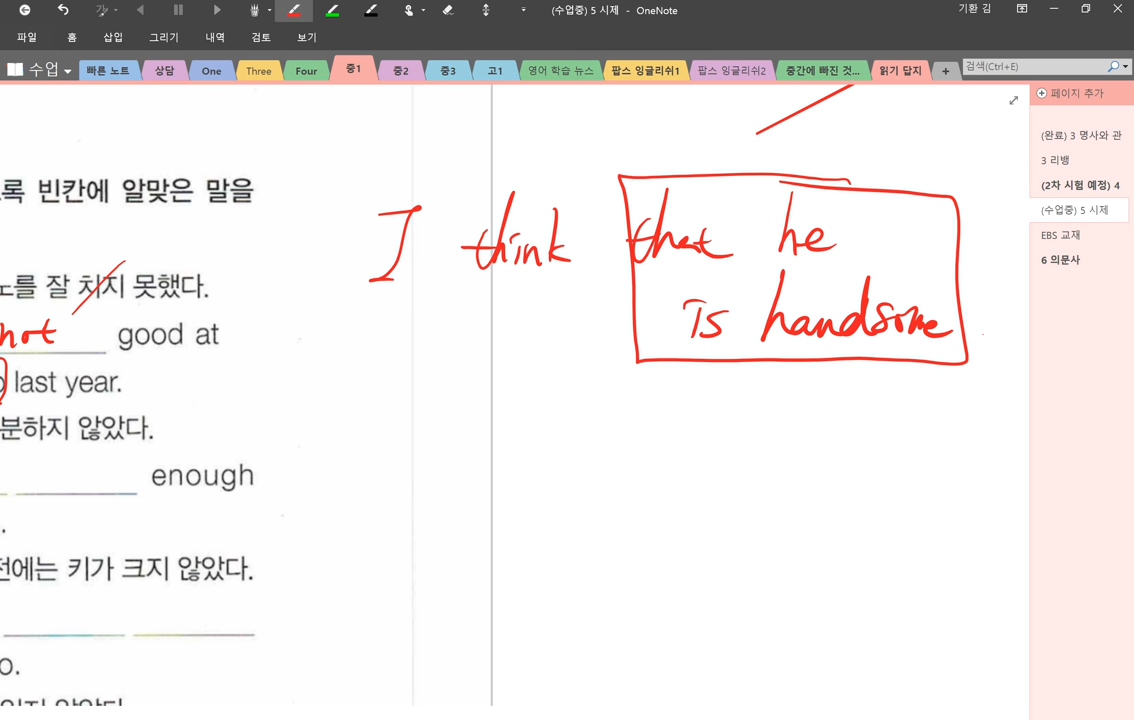 (수업중) 5 시제 - OneNote
기환 김
파일 홈 삽입 그리기 내역 검토 보기
수업 빠른 노트 상담 One Three Four 중1 중2 중3 고1 영어 학습 뉴스 팝스 잉글리쉬1 팝스 잉글리쉬2 중간에 빠진 것... 읽기 답지 + 검색(Ctrl+E)
페이지 추가
(완료) 3 명사와 관
3 리뱅
(2차 시험 예정) 4
(수업중) 5 시제
EBS 교재
6 의문사
록 빈칸에 알맞은 말을
노를 잘 치지 못했다.
not good at
last year.
분하지 않았다.
enough
.
전에는 키가 크지 않았다.
o.
I think that he
is handsome